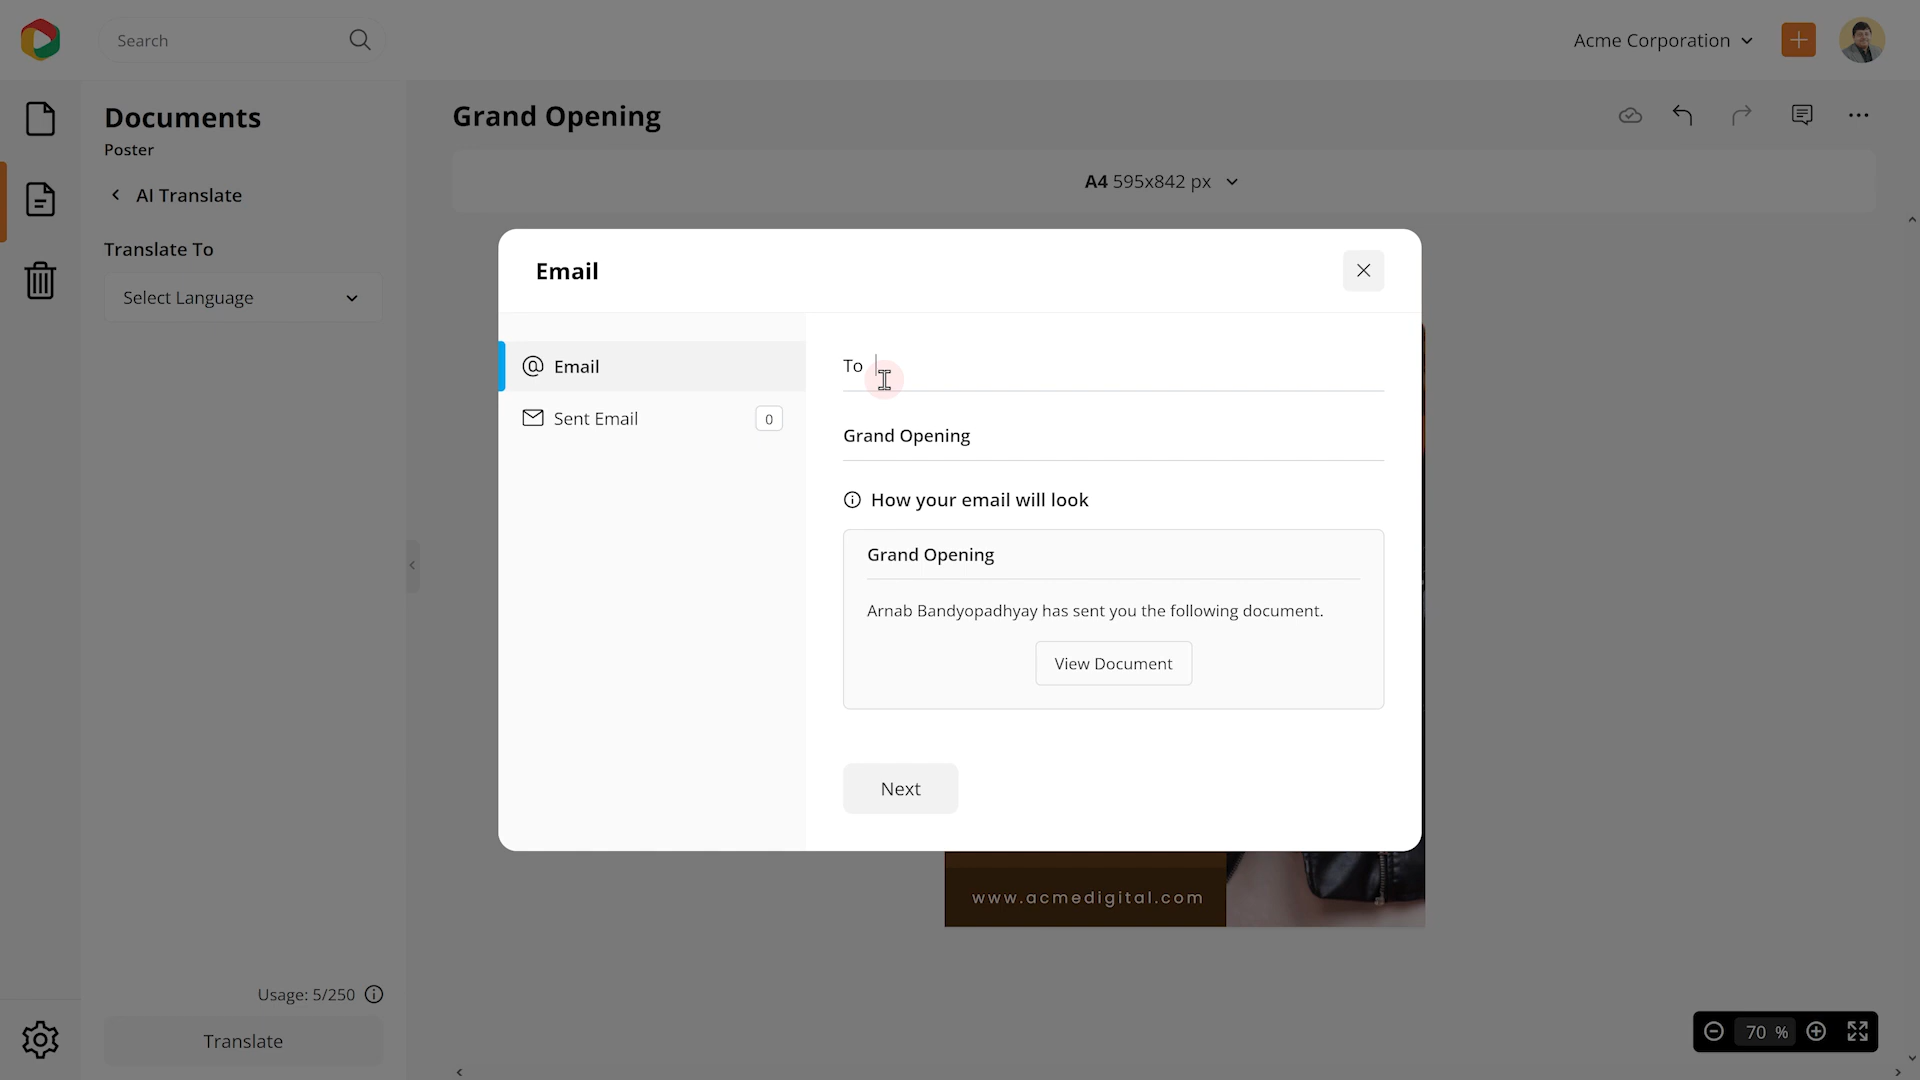 Search
Acme Corporation
Documents
Poster
AI Translate
Translate To
Select Language
Usage: 5/250
Translate
Grand Opening
A4 595x842 px
Email
Email
Sent Email
0
To
Grand Opening
How your email will look
Grand Opening
Arnab Bandyopadhyay has sent you the following document.
View Document
Next
www.acmedigital.com
70 %